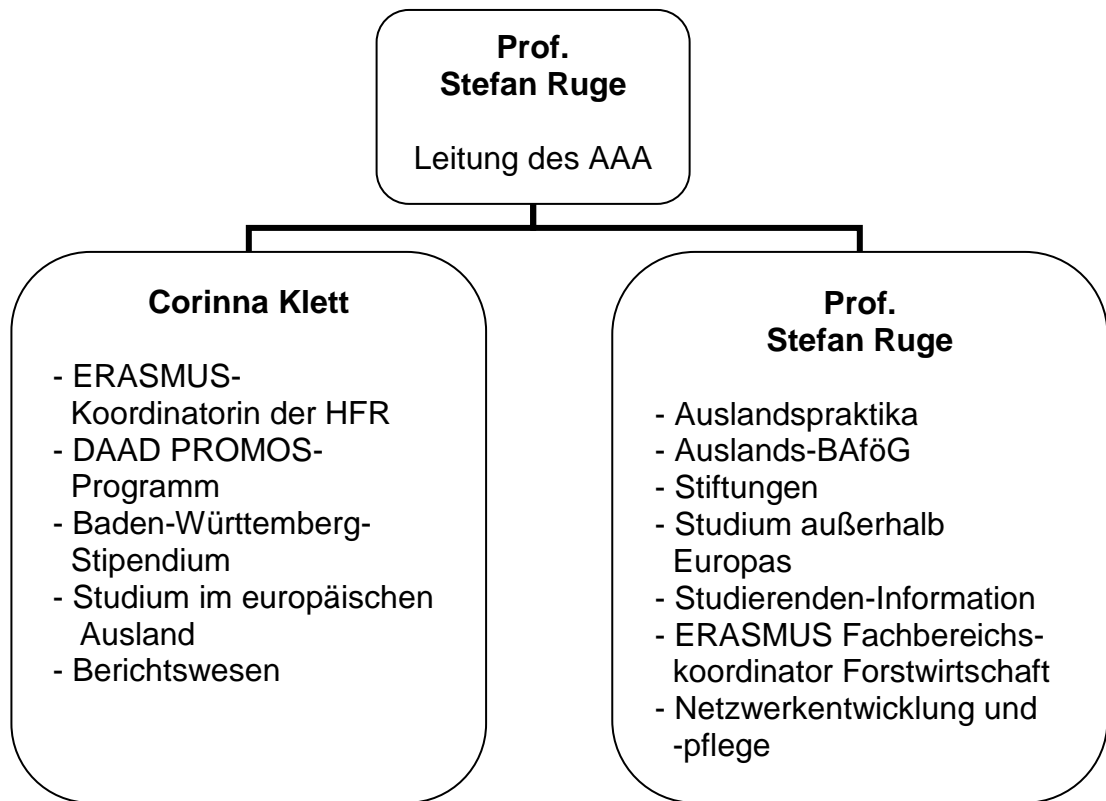 Prof.
Stefan Ruge
Leitung des AAA
Corinna Klett
- ERASMUS-
Koordinatorin der HFR
- DAAD PROMOS-
Programm
- Baden-Württemberg-
Stipendium
- Studium im europäischen
Ausland
- Berichtswesen
Prof.
Stefan Ruge
- Auslandspraktika
- Auslands-BAföG
- Stiftungen
- Studium außerhalb
Europas
- Studierenden-Information
- ERASMUS Fachbereichs-
koordinator Forstwirtschaft
- Netzwerkentwicklung und
-pflege